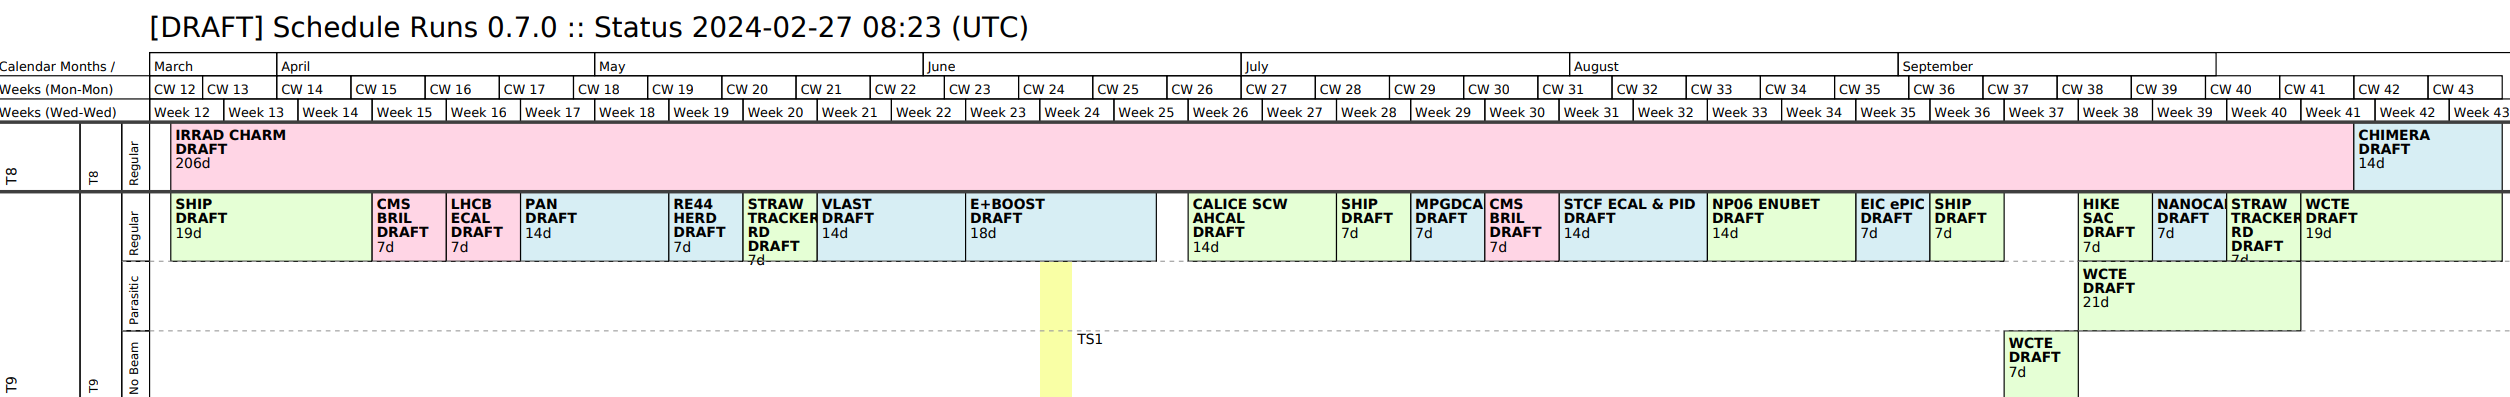 [DRAFT] Schedule Runs 0.7.0 :: Status 2024-02-27 08:23 (UTC)
Calendar Months /
March
April
May
June
July
August
September
Weeks (Mon-Mon)
CW 12
CW 13
CW 14
CW 15
CW 16
CW 17
CW 18
CW 19
CW 20
CW 21
CW 22
CW 23
CW 24
CW 25
CW 26
CW 27
CW 28
CW 29
CW 30
CW 31
CW 32
CW 33
CW 34
CW 35
CW 36
CW 37
CW 38
CW 39
CW 40
CW 41
CW 42
CW 43
Weeks (Wed-Wed)
Week 12
Week 13
Week 14
Week 15
Week 16
Week 17
Week 18
Week 19
Week 20
Week 21
Week 22
Week 23
Week 24
Week 25
Week 26
Week 27
Week 28
Week 29
Week 30
Week 31
Week 32
Week 33
Week 34
Week 35
Week 36
Week 37
Week 38
Week 39
Week 40
Week 41
Week 42
Week 43
T8
T8
Regular
IRRAD CHARM
DRAFT
206d
CHIMERA
DRAFT
14d
T9
T9
Regular
SHIP
DRAFT
19d
CMS
BRIL
DRAFT
7d
LHCB
ECAL
DRAFT
7d
PAN
DRAFT
14d
RE44
HERD
DRAFT
7d
STRAW
TRACKER
RD
DRAFT
7d
VLAST
DRAFT
14d
E+BOOST
DRAFT
18d
CALICE SCW
AHCAL
DRAFT
14d
SHIP
DRAFT
7d
MPGDCA
DRAFT
7d
CMS
BRIL
DRAFT
7d
STCF ECAL & PID
DRAFT
14d
NP06 ENUBET
DRAFT
14d
EIC ePIC
DRAFT
7d
SHIP
DRAFT
7d
HIKE
SAC
DRAFT
7d
NANOCA
DRAFT
7d
STRAW
TRACKER
RD
DRAFT
7d
WCTE
DRAFT
19d
Parasitic
WCTE
DRAFT
21d
No Beam
TS1
WCTE
DRAFT
7d